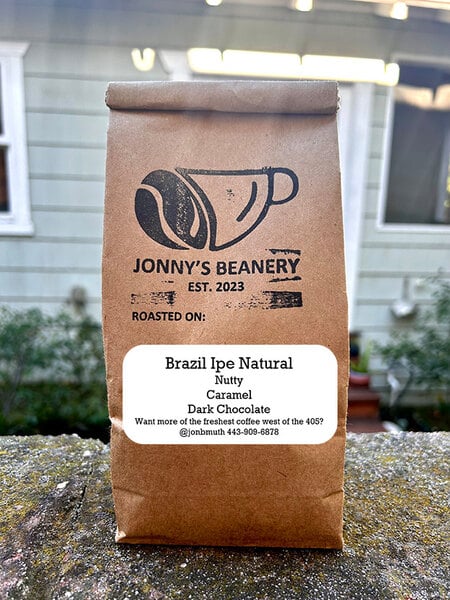 JONNY'S BEANERY
EST. 2023
ROASTED ON:
Brazil Ipe Natural
Nutty
Caramel
Dark Chocolate
Want more of the freshest coffee west of the 405?
@jonbmuth 443-909-6878